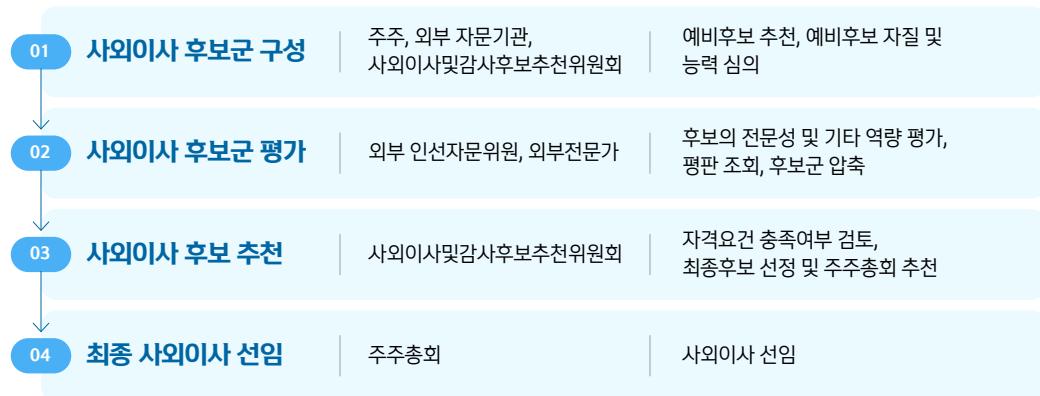 01
사외이사 후보군 구성
주주, 외부 자문기관,
사외이사및감사후보추천위원회
예비후보 추천, 예비후보 자질 및
능력 심의
02
사외이사 후보군 평가
외부 인선자문위원, 외부전문가
후보의 전문성 및 기타 역량 평가,
평판 조회, 후보군 압축
03
사외이사 후보 추천
사외이사및감사후보추천위원회
자격요건 충족여부 검토,
최종후보 선정 및 주주총회 추천
04
최종 사외이사 선임
주주총회
사외이사 선임